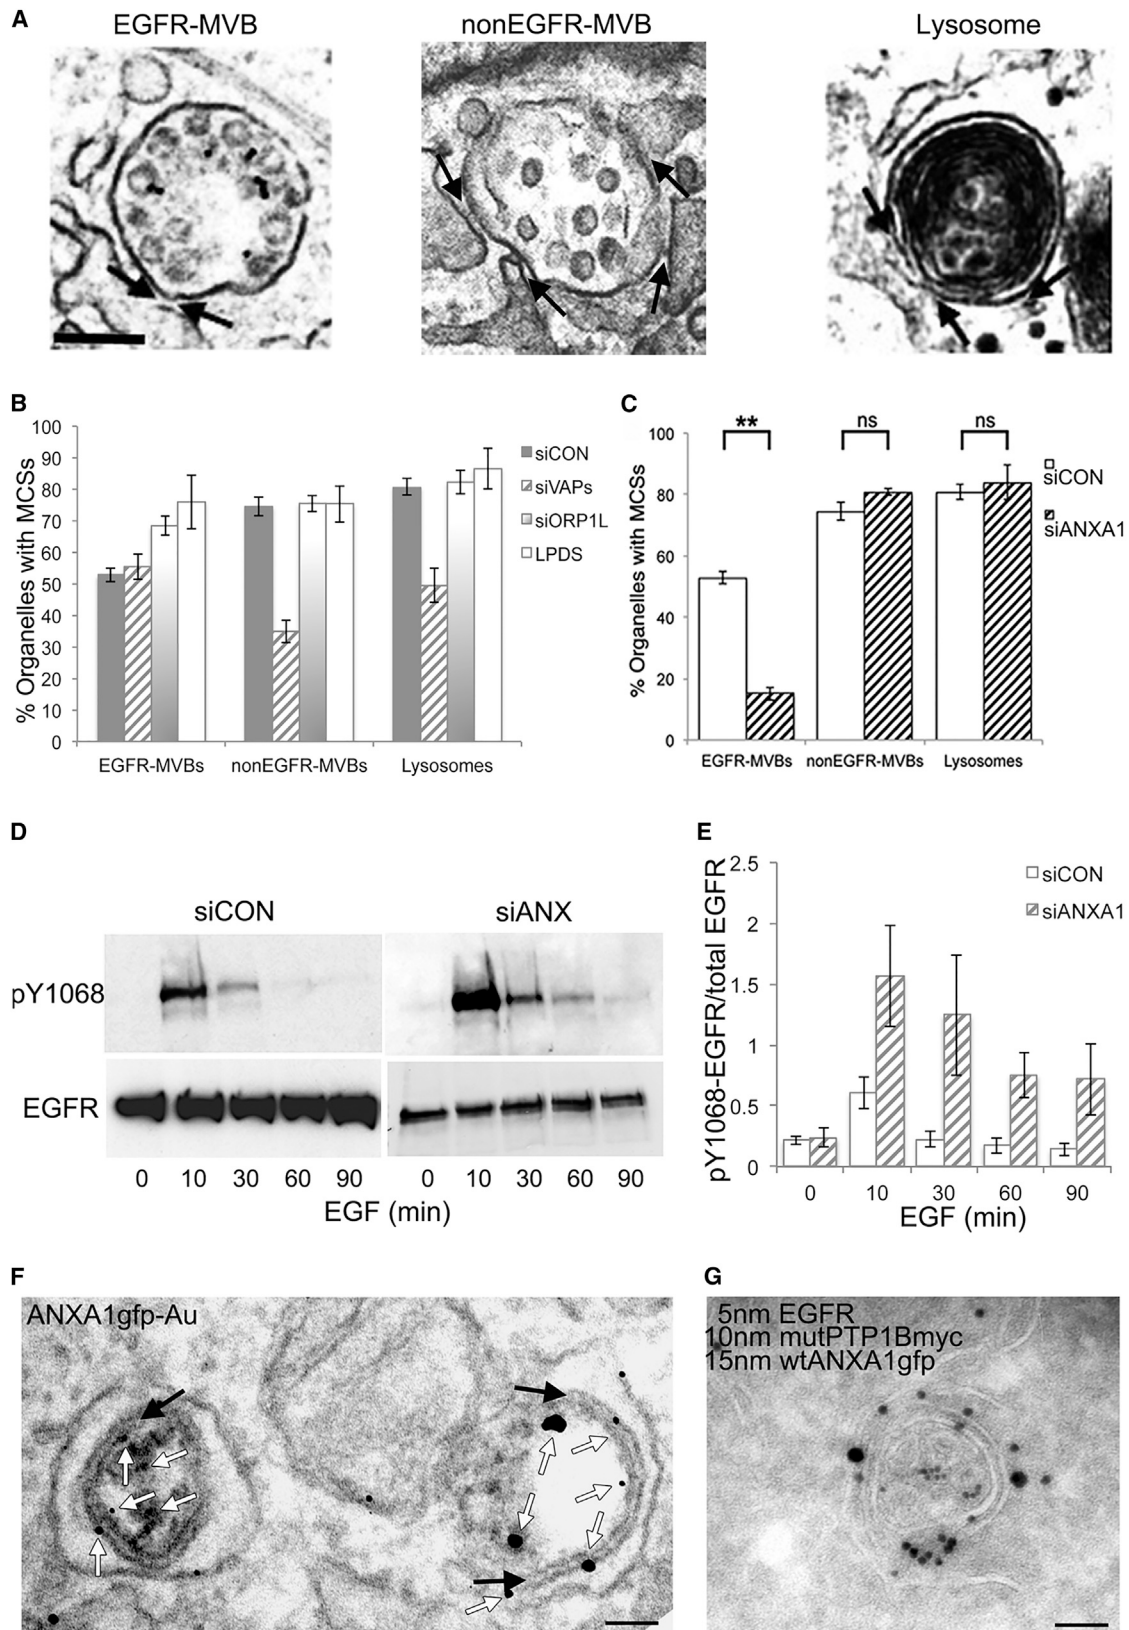 A
EGFR-MVB
nonEGFR-MVB
Lysosome
B
% Organelles with MCSs
100
90
80
70
60
50
40
30
20
10
0
EGFR-MVBs
nonEGFR-MVBs
Lysosomes
siCON
siVAPs
siORP1L
LPDS
C
% Organelles with MCSs
100
80
60
40
20
0
**
ns
ns
EGFR-MVBs
nonEGFR-MVBs
Lysosomes
siCON
siANXA1
D
siCON
siANX
pY1068
EGFR
0 10 30 60 90 0 10 30 60 90
EGF (min)
E
pY1068-EGFR/total EGFR
2.5
2
1.5
1
0.5
0
0 10 30 60 90
EGF (min)
siCON
siANXA1
F
ANXA1gfp-Au
G
5nm EGFR
10nm mutPTP1Bmyc
15nm wtANXA1gfp